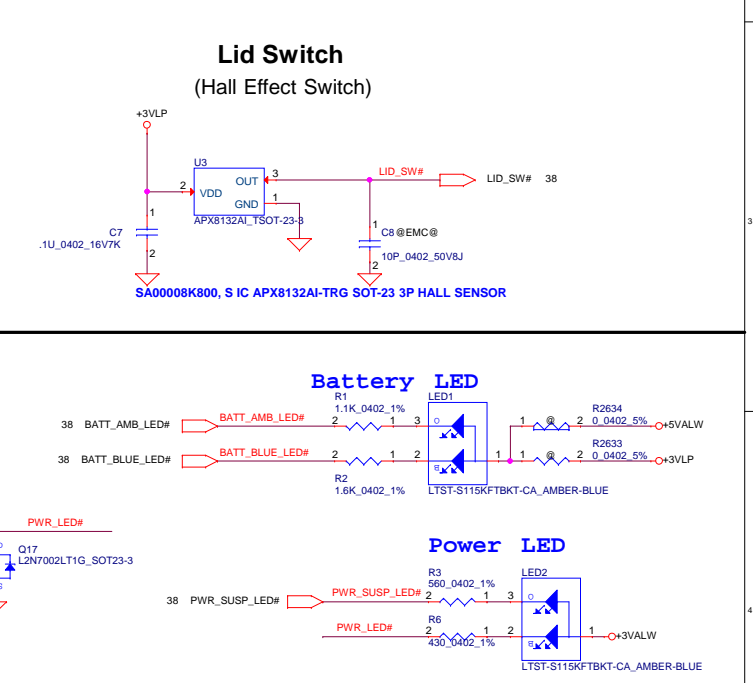 Lid Switch
(Hall Effect Switch)
+3VLP
U3
2
VDD
OUT
3
LID_SW#
LID_SW# 38
GND
1
APX8132AI_TSOT-23-3
1
C7
.1U_0402_16V7K
2
1
C8 @EMC@
10P_0402_50V8J
2
SA00008K800, S IC APX8132AI-TRG SOT-23 3P HALL SENSOR
3
Battery LED
R1
1.1K_0402_1%
LED1
38 BATT_AMB_LED#
BATT_AMB_LED#
2
1
3
O
1
@
2
R2634
0_0402_5%
+5VALW
38 BATT_BLUE_LED#
BATT_BLUE_LED#
2
1
2
B
1
1
@
2
R2633
0_0402_5%
+3VLP
R2
1.6K_0402_1%
LTST-S115KFTBKT-CA_AMBER-BLUE
PWR_LED#
Q17
L2N7002LT1G_SOT23-3
Power LED
R3
560_0402_1%
LED2
38 PWR_SUSP_LED#
PWR_SUSP_LED#
2
1
3
O
R6
PWR_LED#
2
1
2
B
1
+3VALW
430_0402_1%
LTST-S115KFTBKT-CA_AMBER-BLUE
4